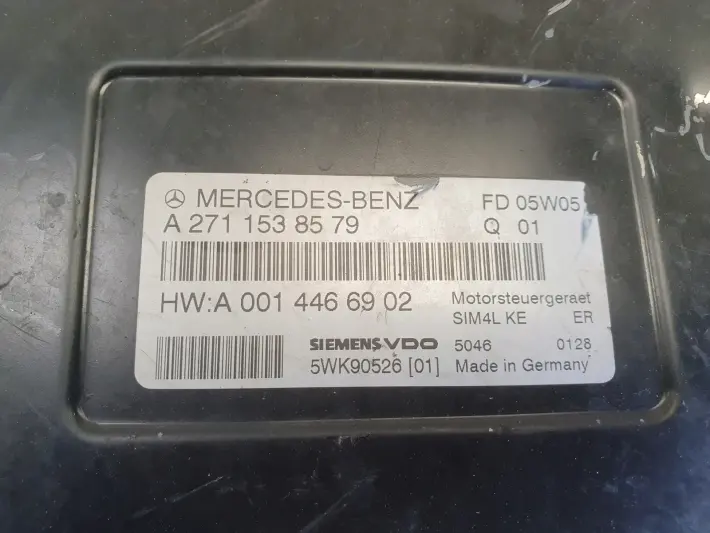 MERCEDES-BENZ FD 05W05
A 271 153 85 79 Q 01
HW:A 001 446 69 02 Motorsteuergeraet
SIM4L KE ER
SIEMENS VDO 5046 0128
5WK90526 [01] Made in Germany